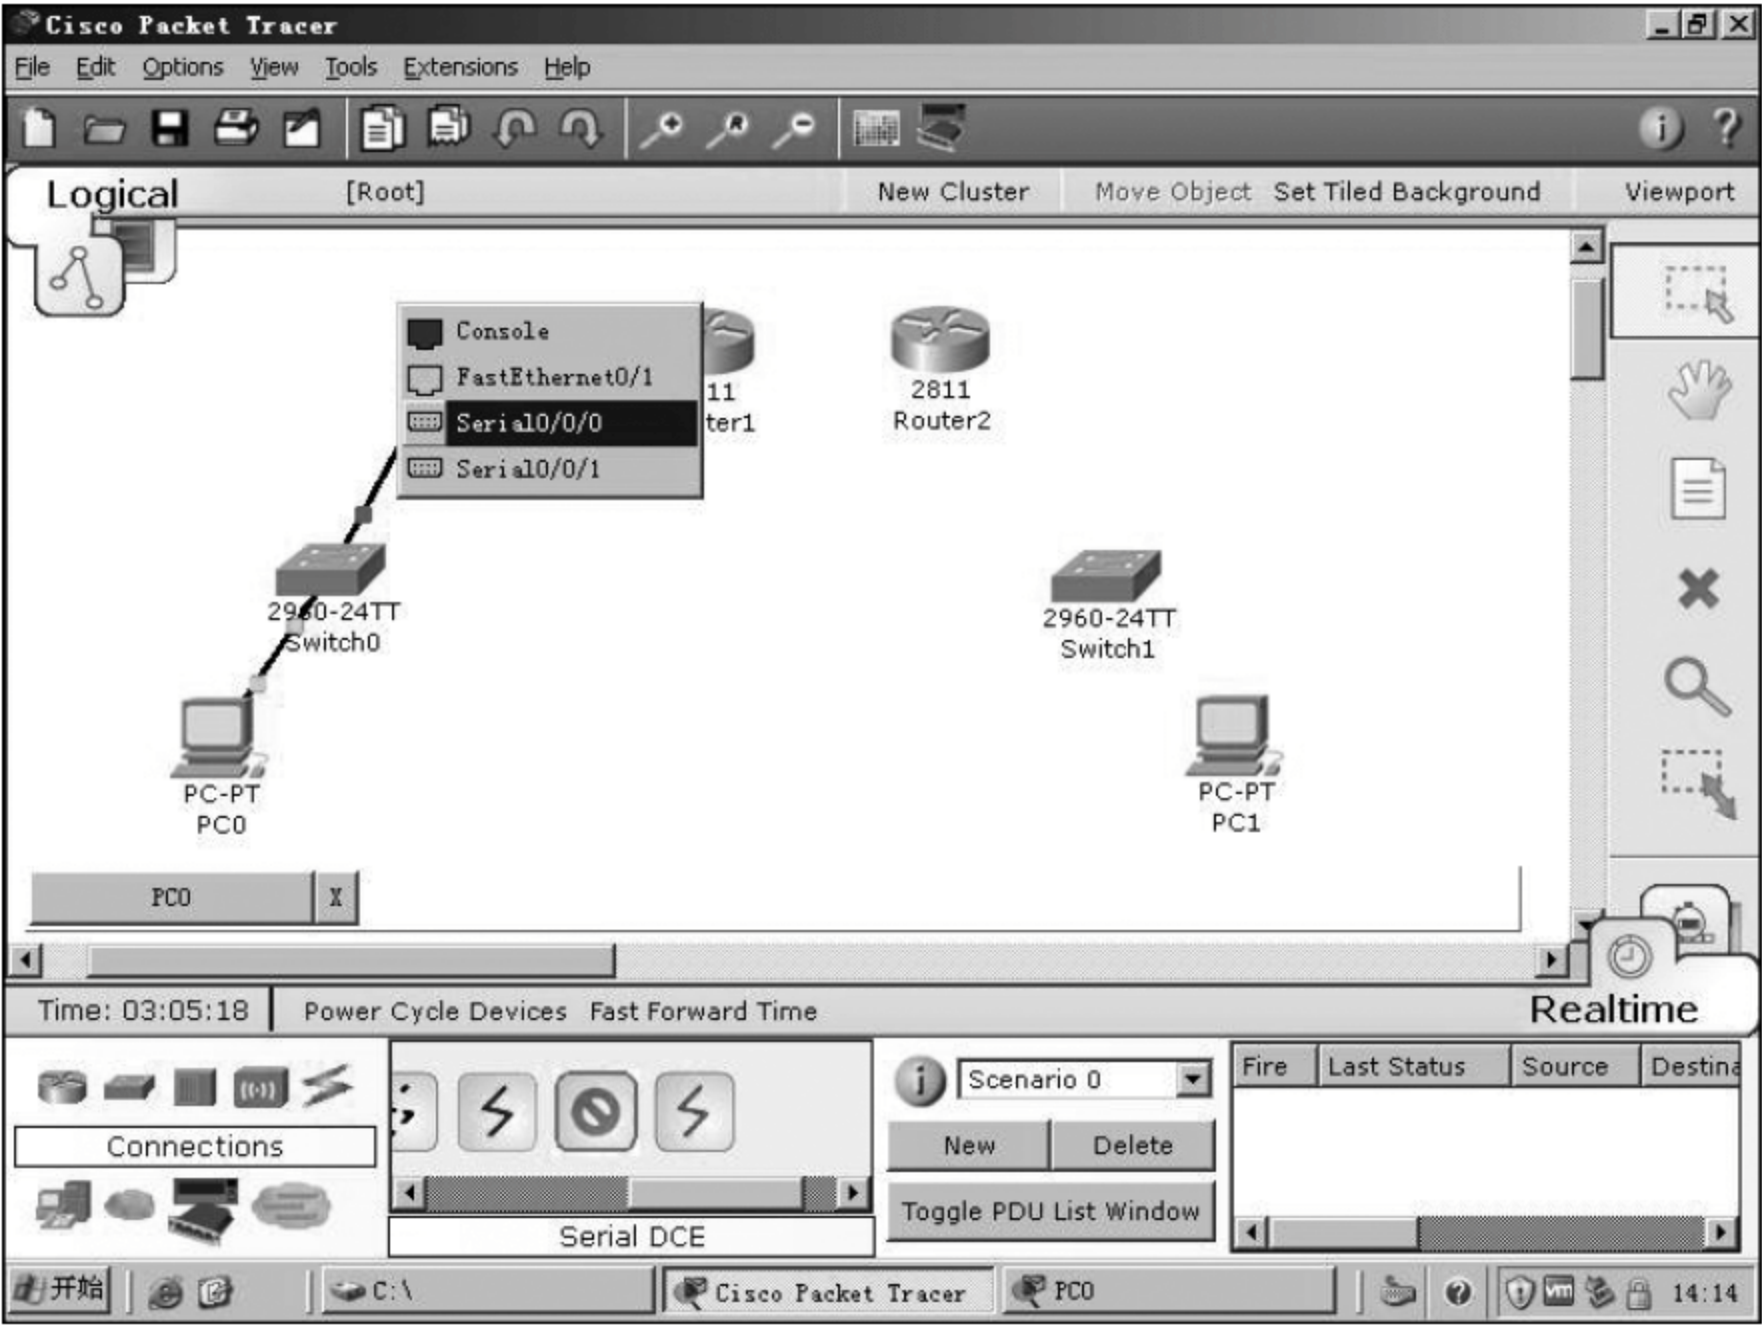 Cisco Packet Tracer
File Edit Options View Tools Extensions Help
Logical [Root] New Cluster Move Object Set Tiled Background Viewport
Console
FastEthernet0/1
Serial0/0/0
Serial0/0/1
11
ter1
2811
Router2
2960-24TT
Switch0
2960-24TT
Switch1
PC-PT
PC0
PC-PT
PC1
PC0 X
Time: 03:05:18 Power Cycle Devices Fast Forward Time Realtime
Connections
Serial DCE
Scenario 0
New Delete
Toggle PDU List Window
Fire Last Status Source Destina
开始 C:\ Cisco Packet Tracer PC0 14:14